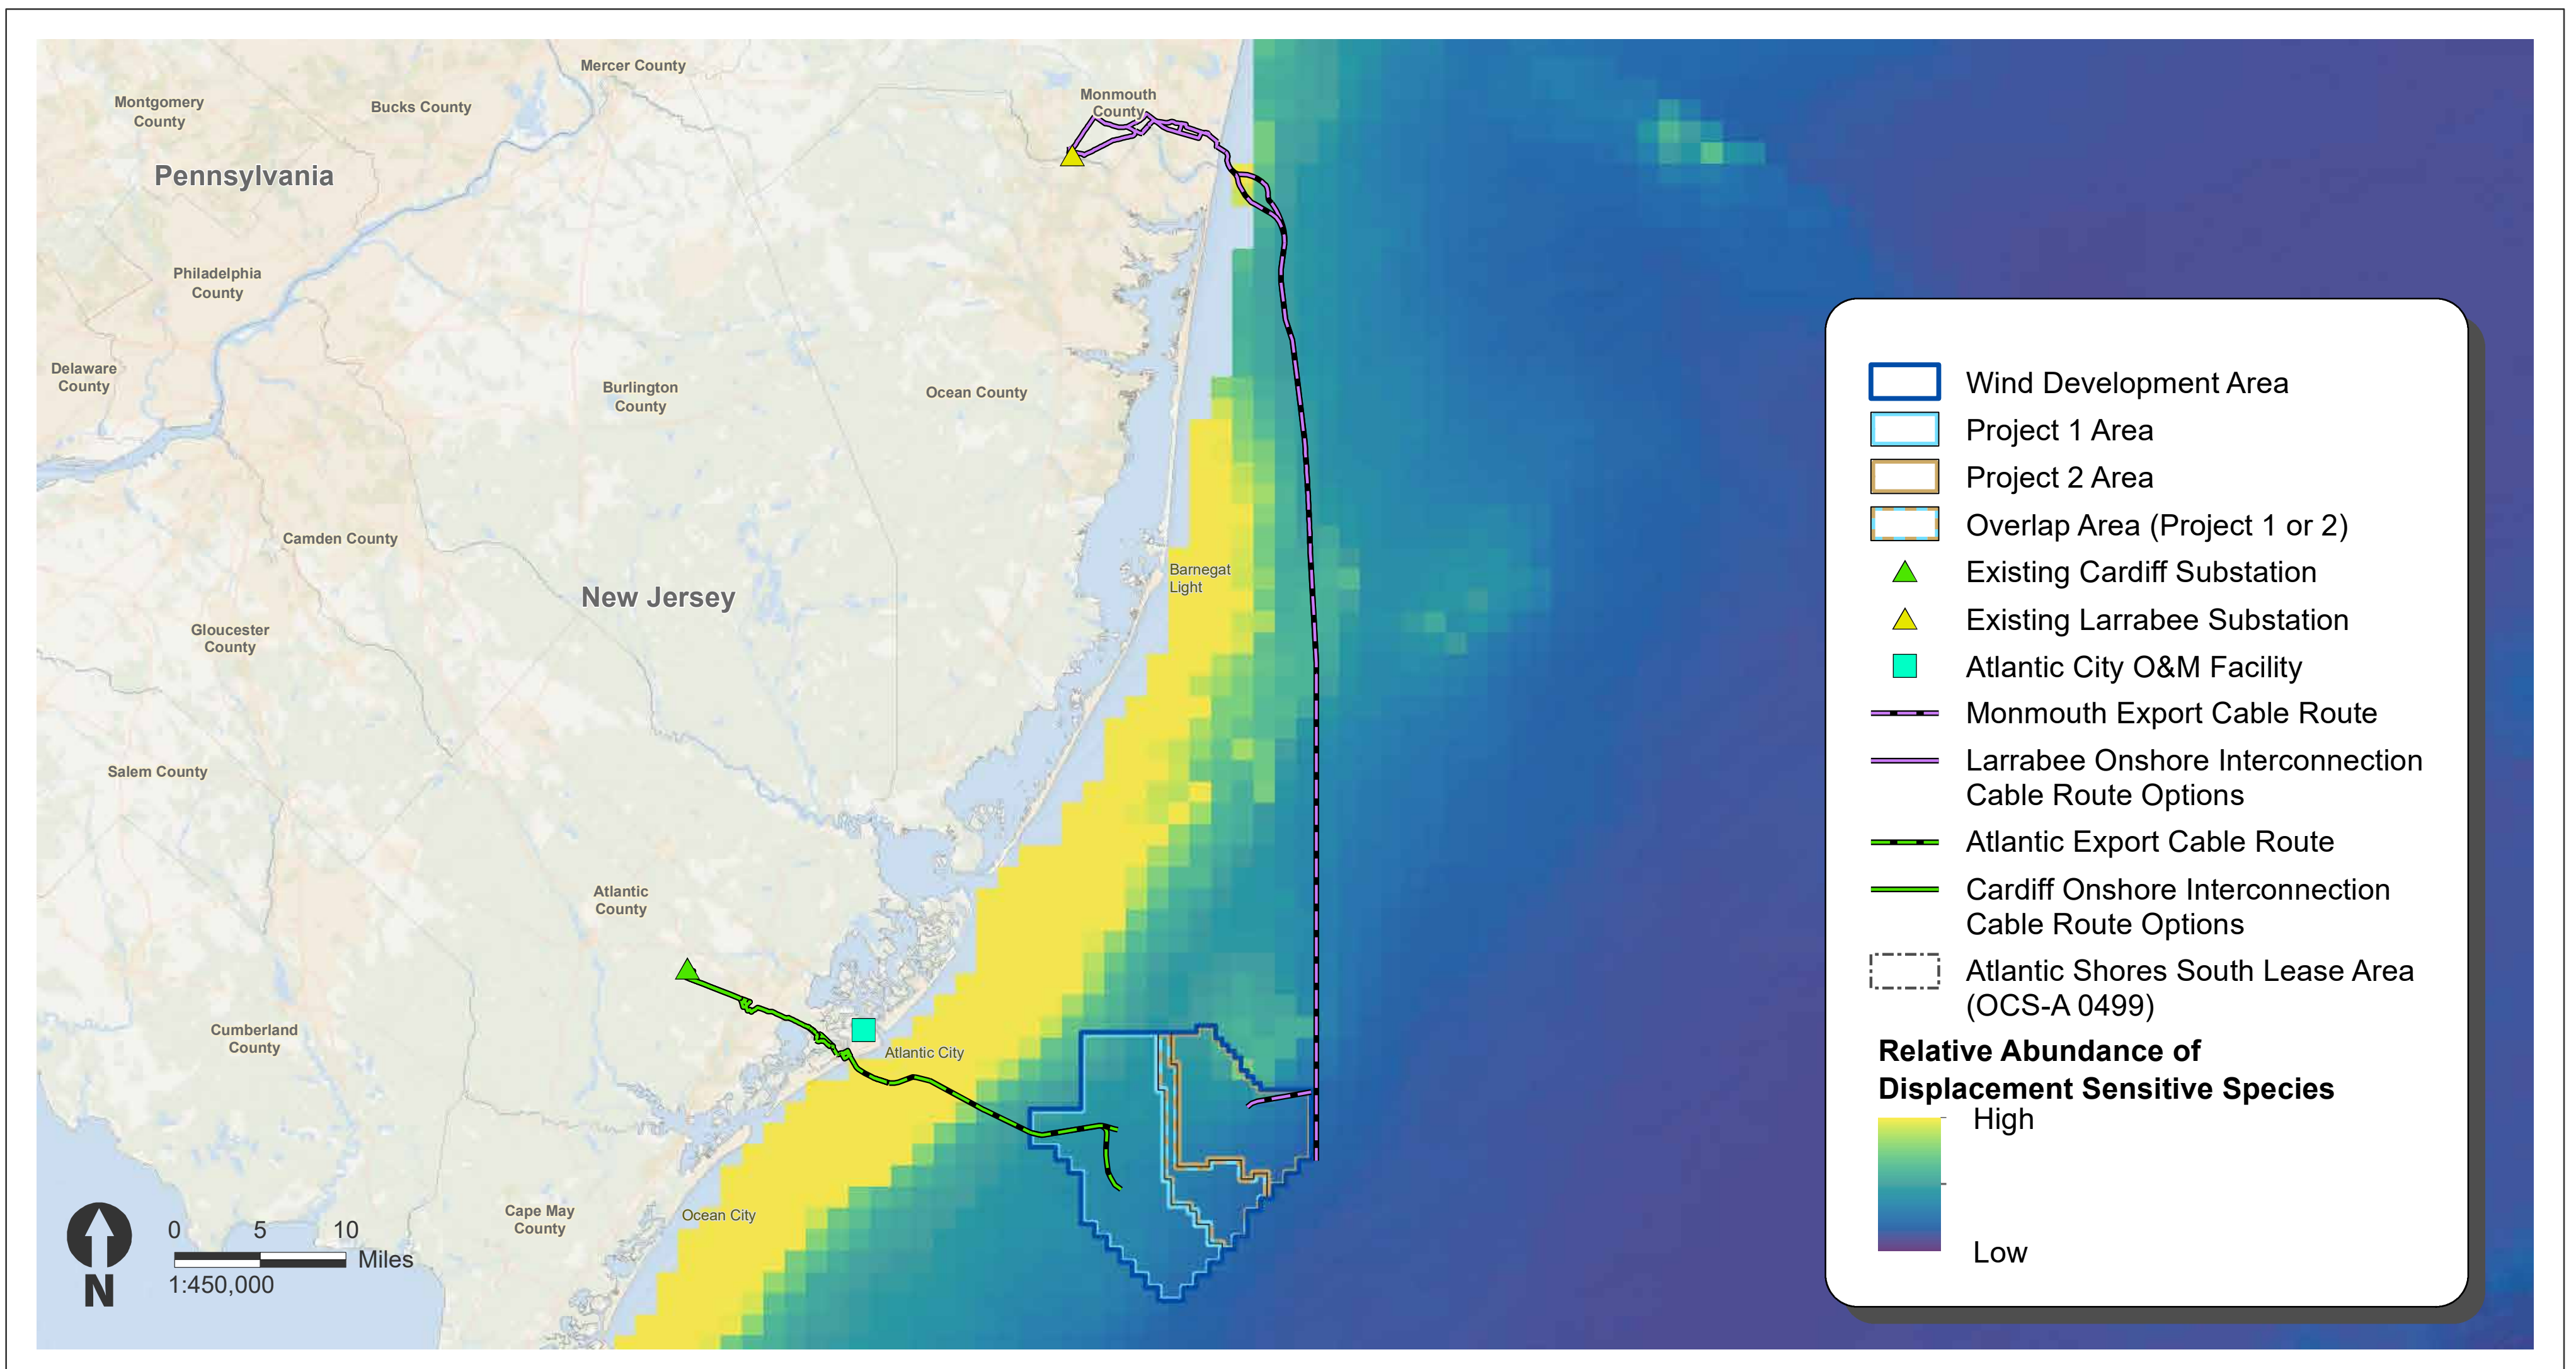 Mercer County
Montgomery
County
Bucks County
Monmouth
County
Pennsylvania
Philadelphia
County
Delaware
County
Burlington
County
Ocean County
Camden County
Barnegat
Light
New Jersey
Gloucester
County
Salem County
Atlantic
County
Cumberland
County
Atlantic City
Cape May
County
Ocean City
N
0 5 10
Miles
1:450,000
Wind Development Area
Project 1 Area
Project 2 Area
Overlap Area (Project 1 or 2)
Existing Cardiff Substation
Existing Larrabee Substation
Atlantic City O&M Facility
Monmouth Export Cable Route
Larrabee Onshore Interconnection
Cable Route Options
Atlantic Export Cable Route
Cardiff Onshore Interconnection
Cable Route Options
Atlantic Shores South Lease Area
(OCS-A 0499)
Relative Abundance of
Displacement Sensitive Species
High
Low